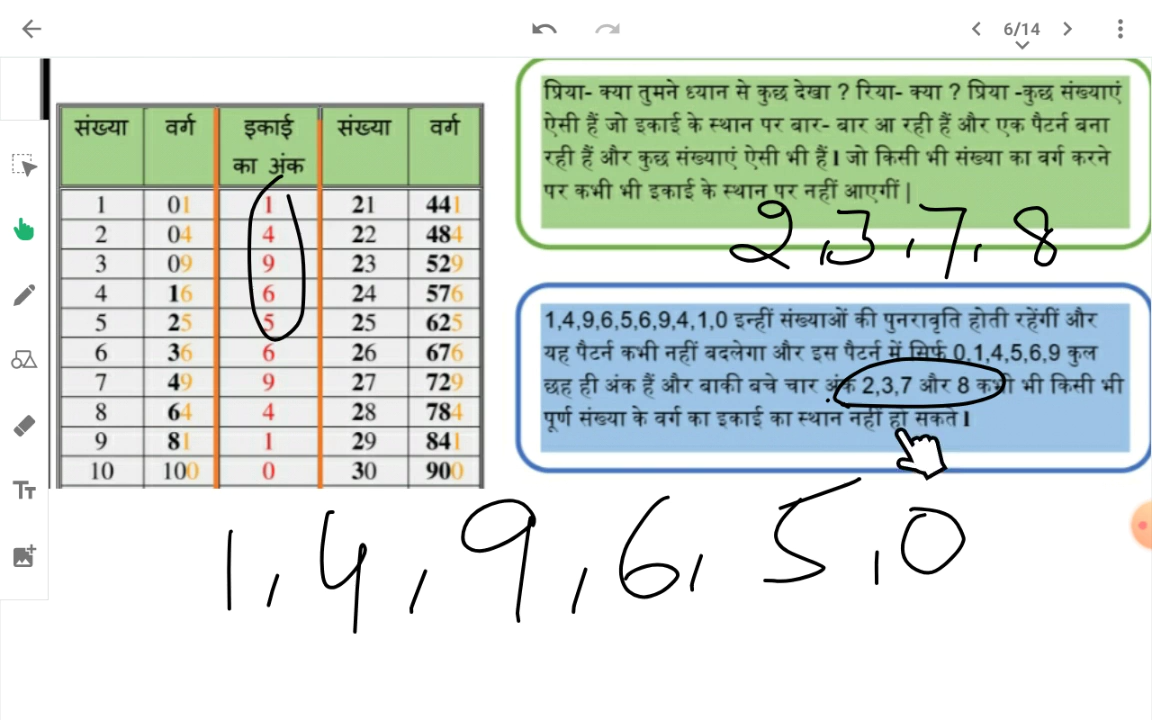 6/14
प्रिया- क्या तुमने ध्यान से कुछ देखा ? रिया- क्या ? प्रिया -कुछ संख्याएं
ऐसी हैं जो इकाई के स्थान पर बार- बार आ रही हैं और एक पैटर्न बना
रही हैं और कुछ संख्याएं ऐसी भी हैं I जो किसी भी संख्या का वर्ग करने
पर कभी भी इकाई के स्थान पर नहीं आएगीं |
2,3,7,8
संख्या वर्ग इकाई का अंक संख्या वर्ग
1 01 1 21 441
2 04 4 22 484
3 09 9 23 529
4 16 6 24 576
5 25 5 25 625
6 36 6 26 676
7 49 9 27 729
8 64 4 28 784
9 81 1 29 841
10 100 0 30 900
1,4,9,6,5,6,9,4,1,0 इन्हीं संख्याओं की पुनरावृति होती रहेंगीं और
यह पैटर्न कभी नहीं बदलेगा और इस पैटर्न में सिर्फ 0,1,4,5,6,9 कुल
छह ही अंक हैं और बाकी बचे चार अंक 2,3,7 और 8 कभी भी किसी भी
पूर्ण संख्या के वर्ग का इकाई का स्थान नहीं हो सकते I
1,4,9,6,5,0
Tт